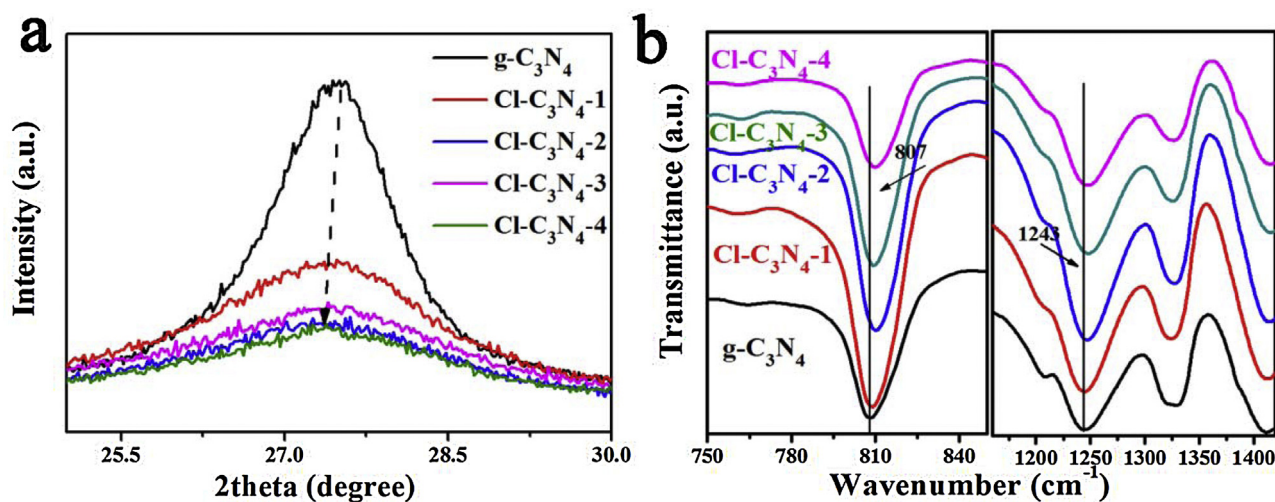 a
g-C₃N₄
Cl-C₃N₄-1
Cl-C₃N₄-2
Cl-C₃N₄-3
Cl-C₃N₄-4
Intensity (a.u.)
25.5 27.0 28.5 30.0
2theta (degree)
b
Cl-C₃N₄-4
Cl-C₃N₄-3
807
Cl-C₃N₄-2
1243
Cl-C₃N₄-1
g-C₃N₄
Transmittance (a.u.)
750 780 810 840 1200 1250 1300 1350 1400
Wavenumber (cm⁻¹)